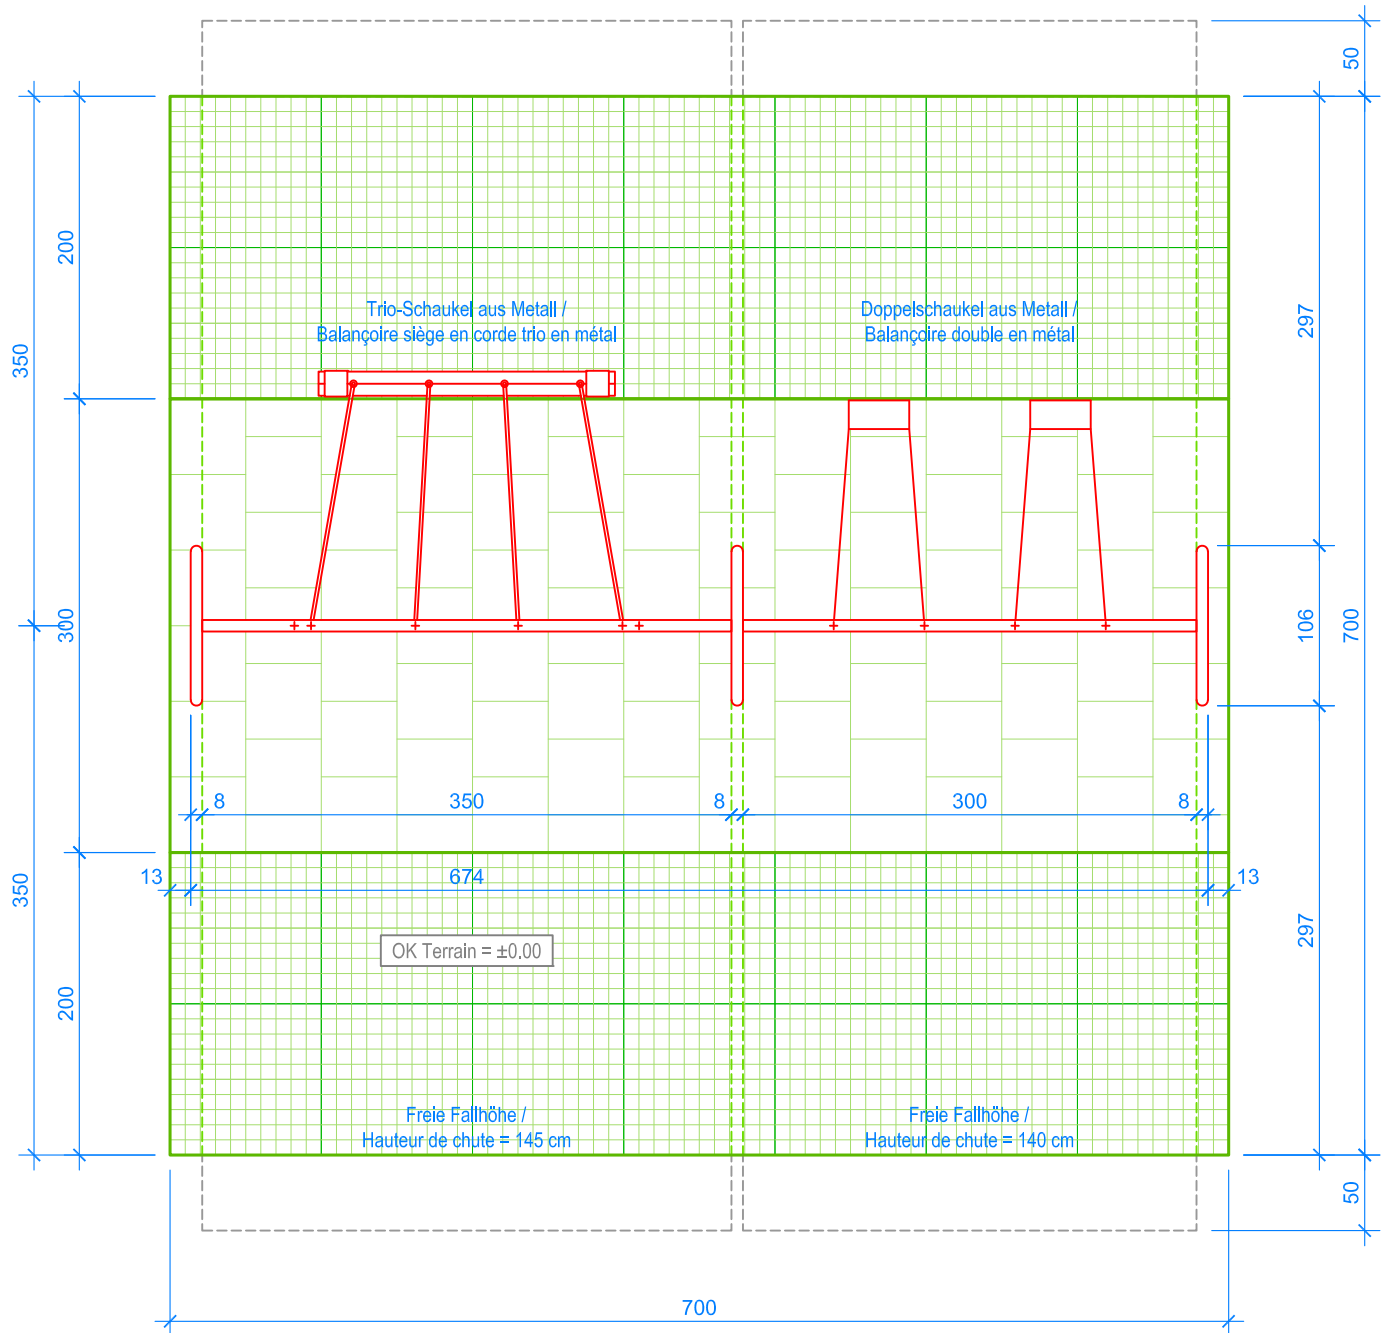 50
200
297
Trio-Schaukel aus Metall /
Balançoire siège en corde trio en métal
Doppelschaukel aus Metall /
Balançoire double en métal
350
300
106
700
8
350
8
300
8
13
674
13
350
297
OK Terrain = ±0.00
200
Freie Fallhöhe /
Hauteur de chute = 145 cm
Freie Fallhöhe /
Hauteur de chute = 140 cm
50
700